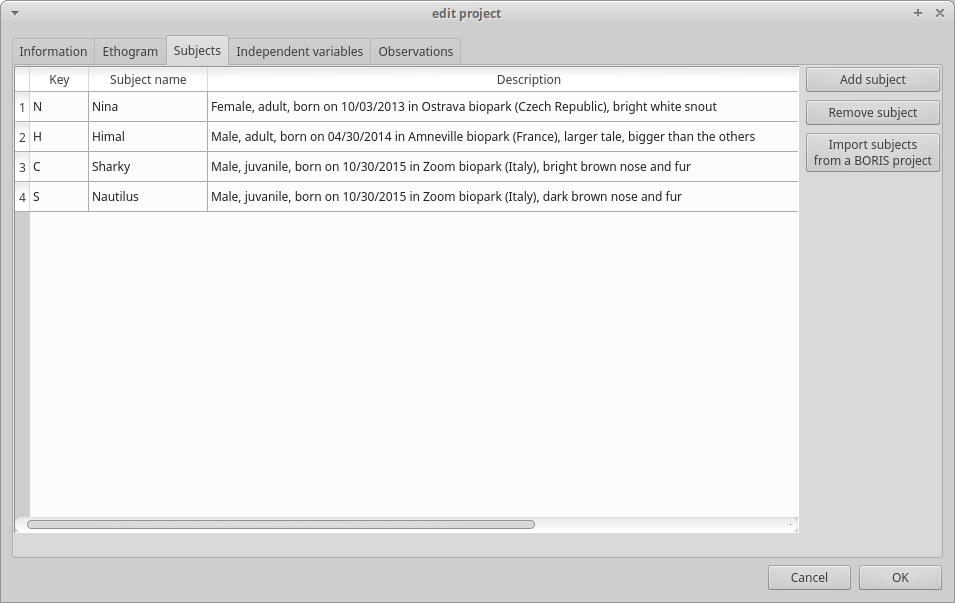 edit project
Information Ethogram Subjects Independent variables Observations
Key Subject name Description
1 N Nina Female, adult, born on 10/03/2013 in Ostrava biopark (Czech Republic), bright white snout
2 H Himal Male, adult, born on 04/30/2014 in Amneville biopark (France), larger tale, bigger than the others
3 C Sharky Male, juvanile, born on 10/30/2015 in Zoom biopark (Italy), bright brown nose and fur
4 S Nautilus Male, juvanile, born on 10/30/2015 in Zoom biopark (Italy), dark brown nose and fur
Add subject
Remove subject
Import subjects
from a BORIS project
Cancel OK